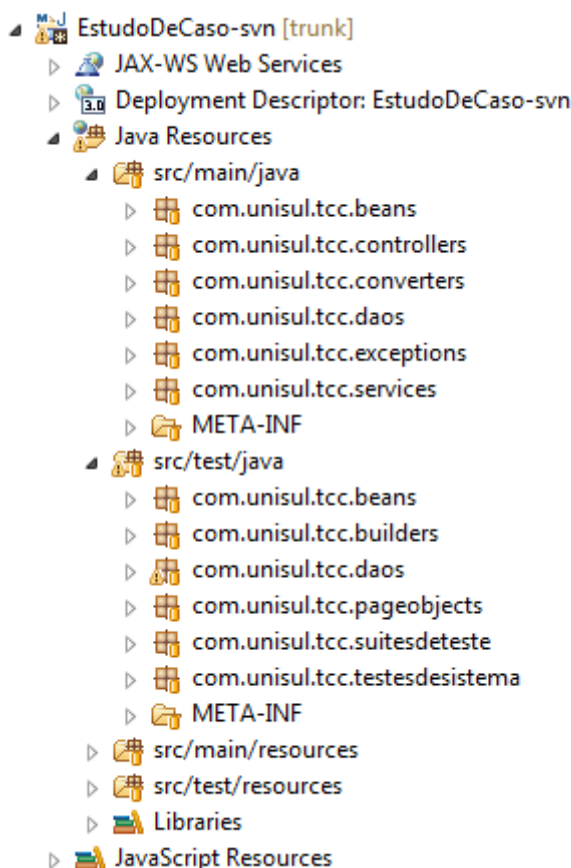 EstudoDeCaso-svn [trunk]
JAX-WS Web Services
Deployment Descriptor: EstudoDeCaso-svn
Java Resources
src/main/java
com.unisul.tcc.beans
com.unisul.tcc.controllers
com.unisul.tcc.converters
com.unisul.tcc.daos
com.unisul.tcc.exceptions
com.unisul.tcc.services
META-INF
src/test/java
com.unisul.tcc.beans
com.unisul.tcc.builders
com.unisul.tcc.daos
com.unisul.tcc.pageobjects
com.unisul.tcc.suitesdeteste
com.unisul.tcc.testesdesistema
META-INF
src/main/resources
src/test/resources
Libraries
JavaScript Resources